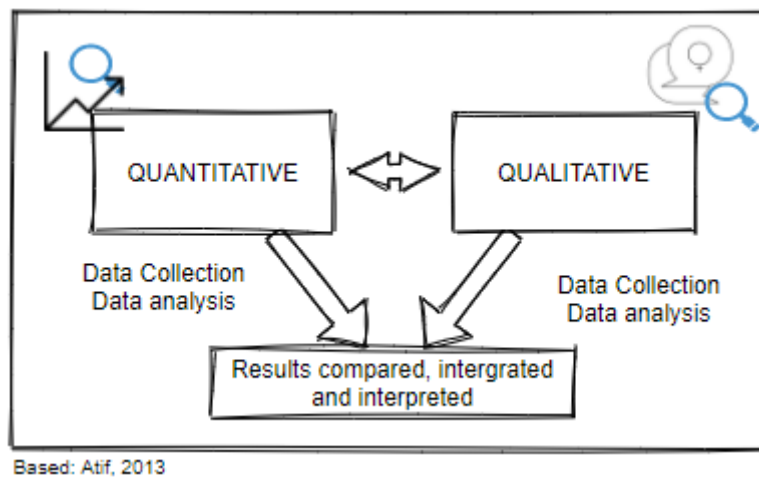 QUANTITATIVE
QUALITATIVE
Data Collection
Data analysis
Data Collection
Data analysis
Results compared, intergrated
and interpreted
Based: Atif, 2013